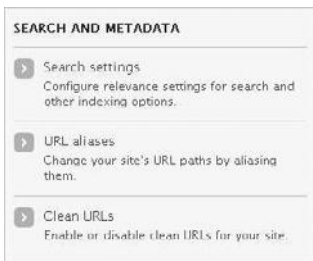 SEARCH AND METADATA
Search settings
Configure relevance settings for search and
other indexing options.
URL aliases
Change your site's URL paths by aliasing
them.
Clean URLs
Enable or disable clean URLs for your site.